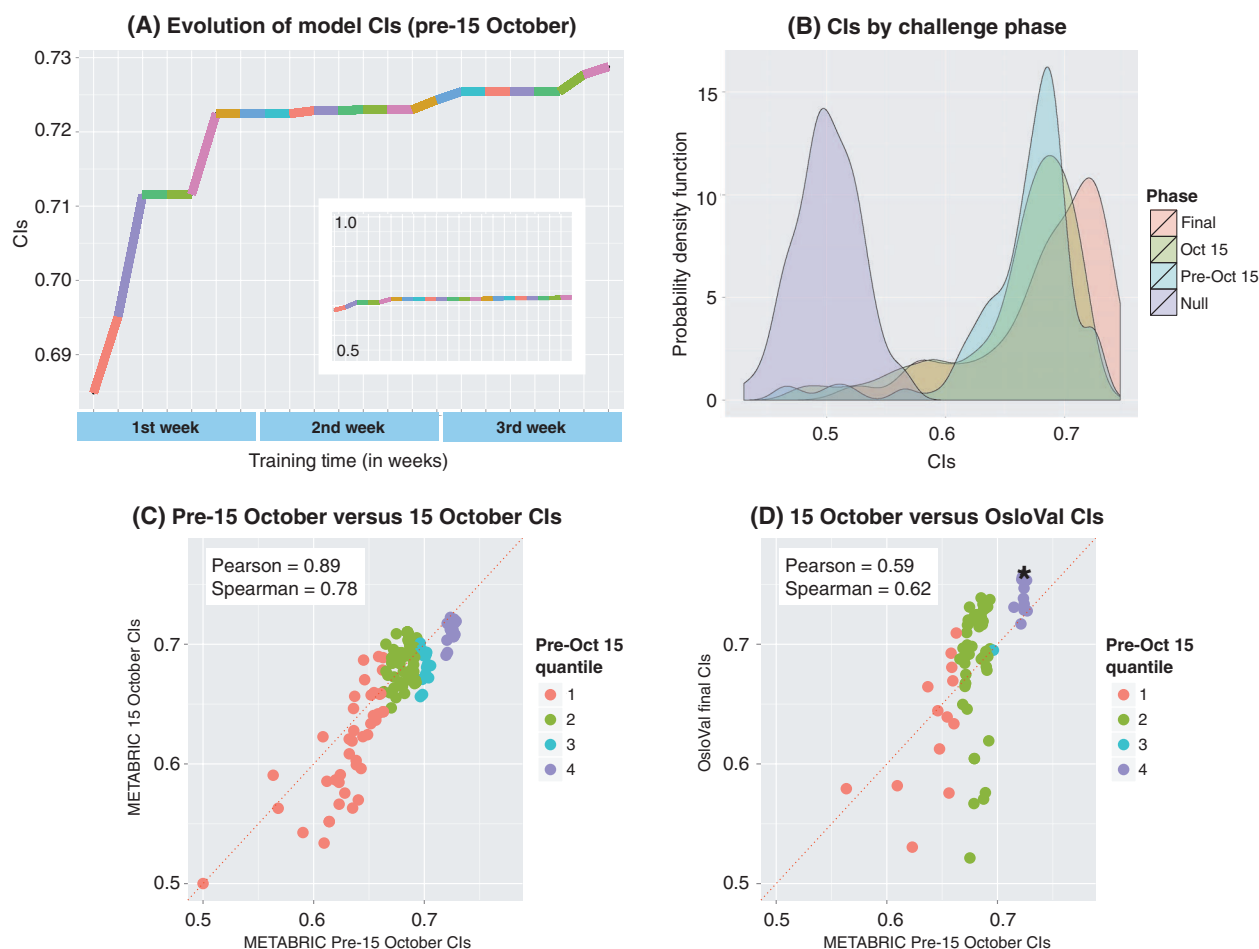 (A) Evolution of model CIs (pre-15 October)
0.73
0.72
0.71
0.70
0.69
CIs
1.0
0.5
1st week
2nd week
3rd week
Training time (in weeks)
(B) CIs by challenge phase
15
10
5
0
Probability density function
0.5
0.6
0.7
CIs
Phase
Final
Oct 15
Pre-Oct 15
Null
(C) Pre-15 October versus 15 October CIs
Pearson = 0.89
Spearman = 0.78
0.7
0.6
0.5
METABRIC 15 October CIs
0.5
0.6
0.7
METABRIC Pre-15 October CIs
Pre-Oct 15
quantile
1
2
3
4
(D) 15 October versus OsloVal CIs
Pearson = 0.59
Spearman = 0.62
*
0.7
0.6
0.5
OsloVal final CIs
0.5
0.6
0.7
METABRIC Pre-15 October CIs
Pre-Oct 15
quantile
1
2
3
4